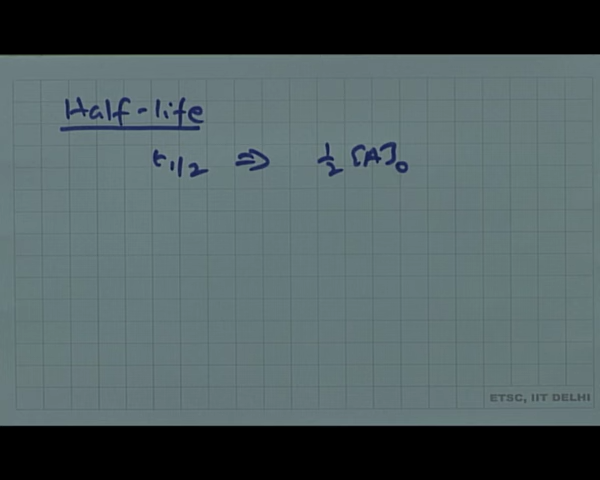 Half-life
t1/2 ⇒ 1/2 [A]0
ETSC, IIT DELHI